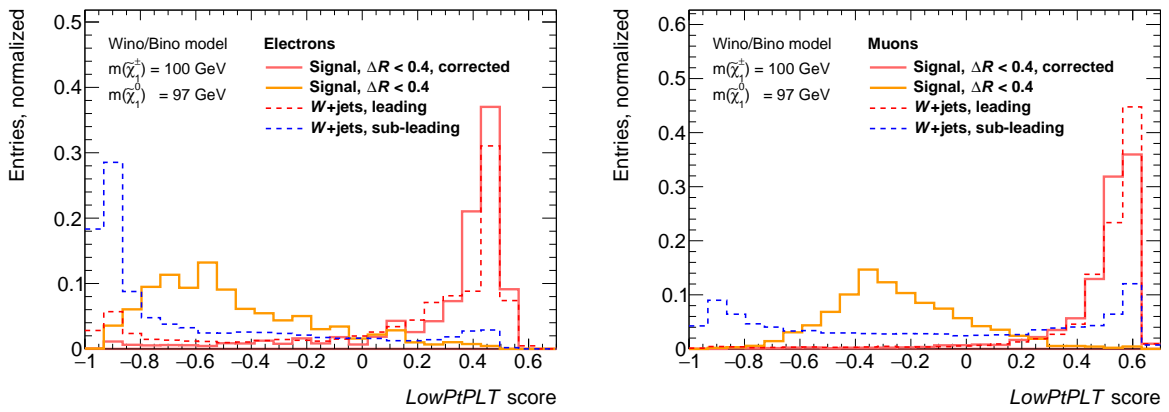 Entries, normalized
0.5
0.4
0.3
0.2
0.1
0
Wino/Bino model
m(χ̃₁±) = 100 GeV
m(χ̃₁⁰) = 97 GeV
Electrons
Signal, ΔR < 0.4, corrected
Signal, ΔR < 0.4
W+jets, leading
W+jets, sub-leading
−1 −0.8 −0.6 −0.4 −0.2 0 0.2 0.4 0.6
LowPtPLT score
Entries, normalized
0.6
0.5
0.4
0.3
0.2
0.1
0
Wino/Bino model
m(χ̃₁±) = 100 GeV
m(χ̃₁⁰) = 97 GeV
Muons
Signal, ΔR < 0.4, corrected
Signal, ΔR < 0.4
W+jets, leading
W+jets, sub-leading
−1 −0.8 −0.6 −0.4 −0.2 0 0.2 0.4 0.6
LowPtPLT score